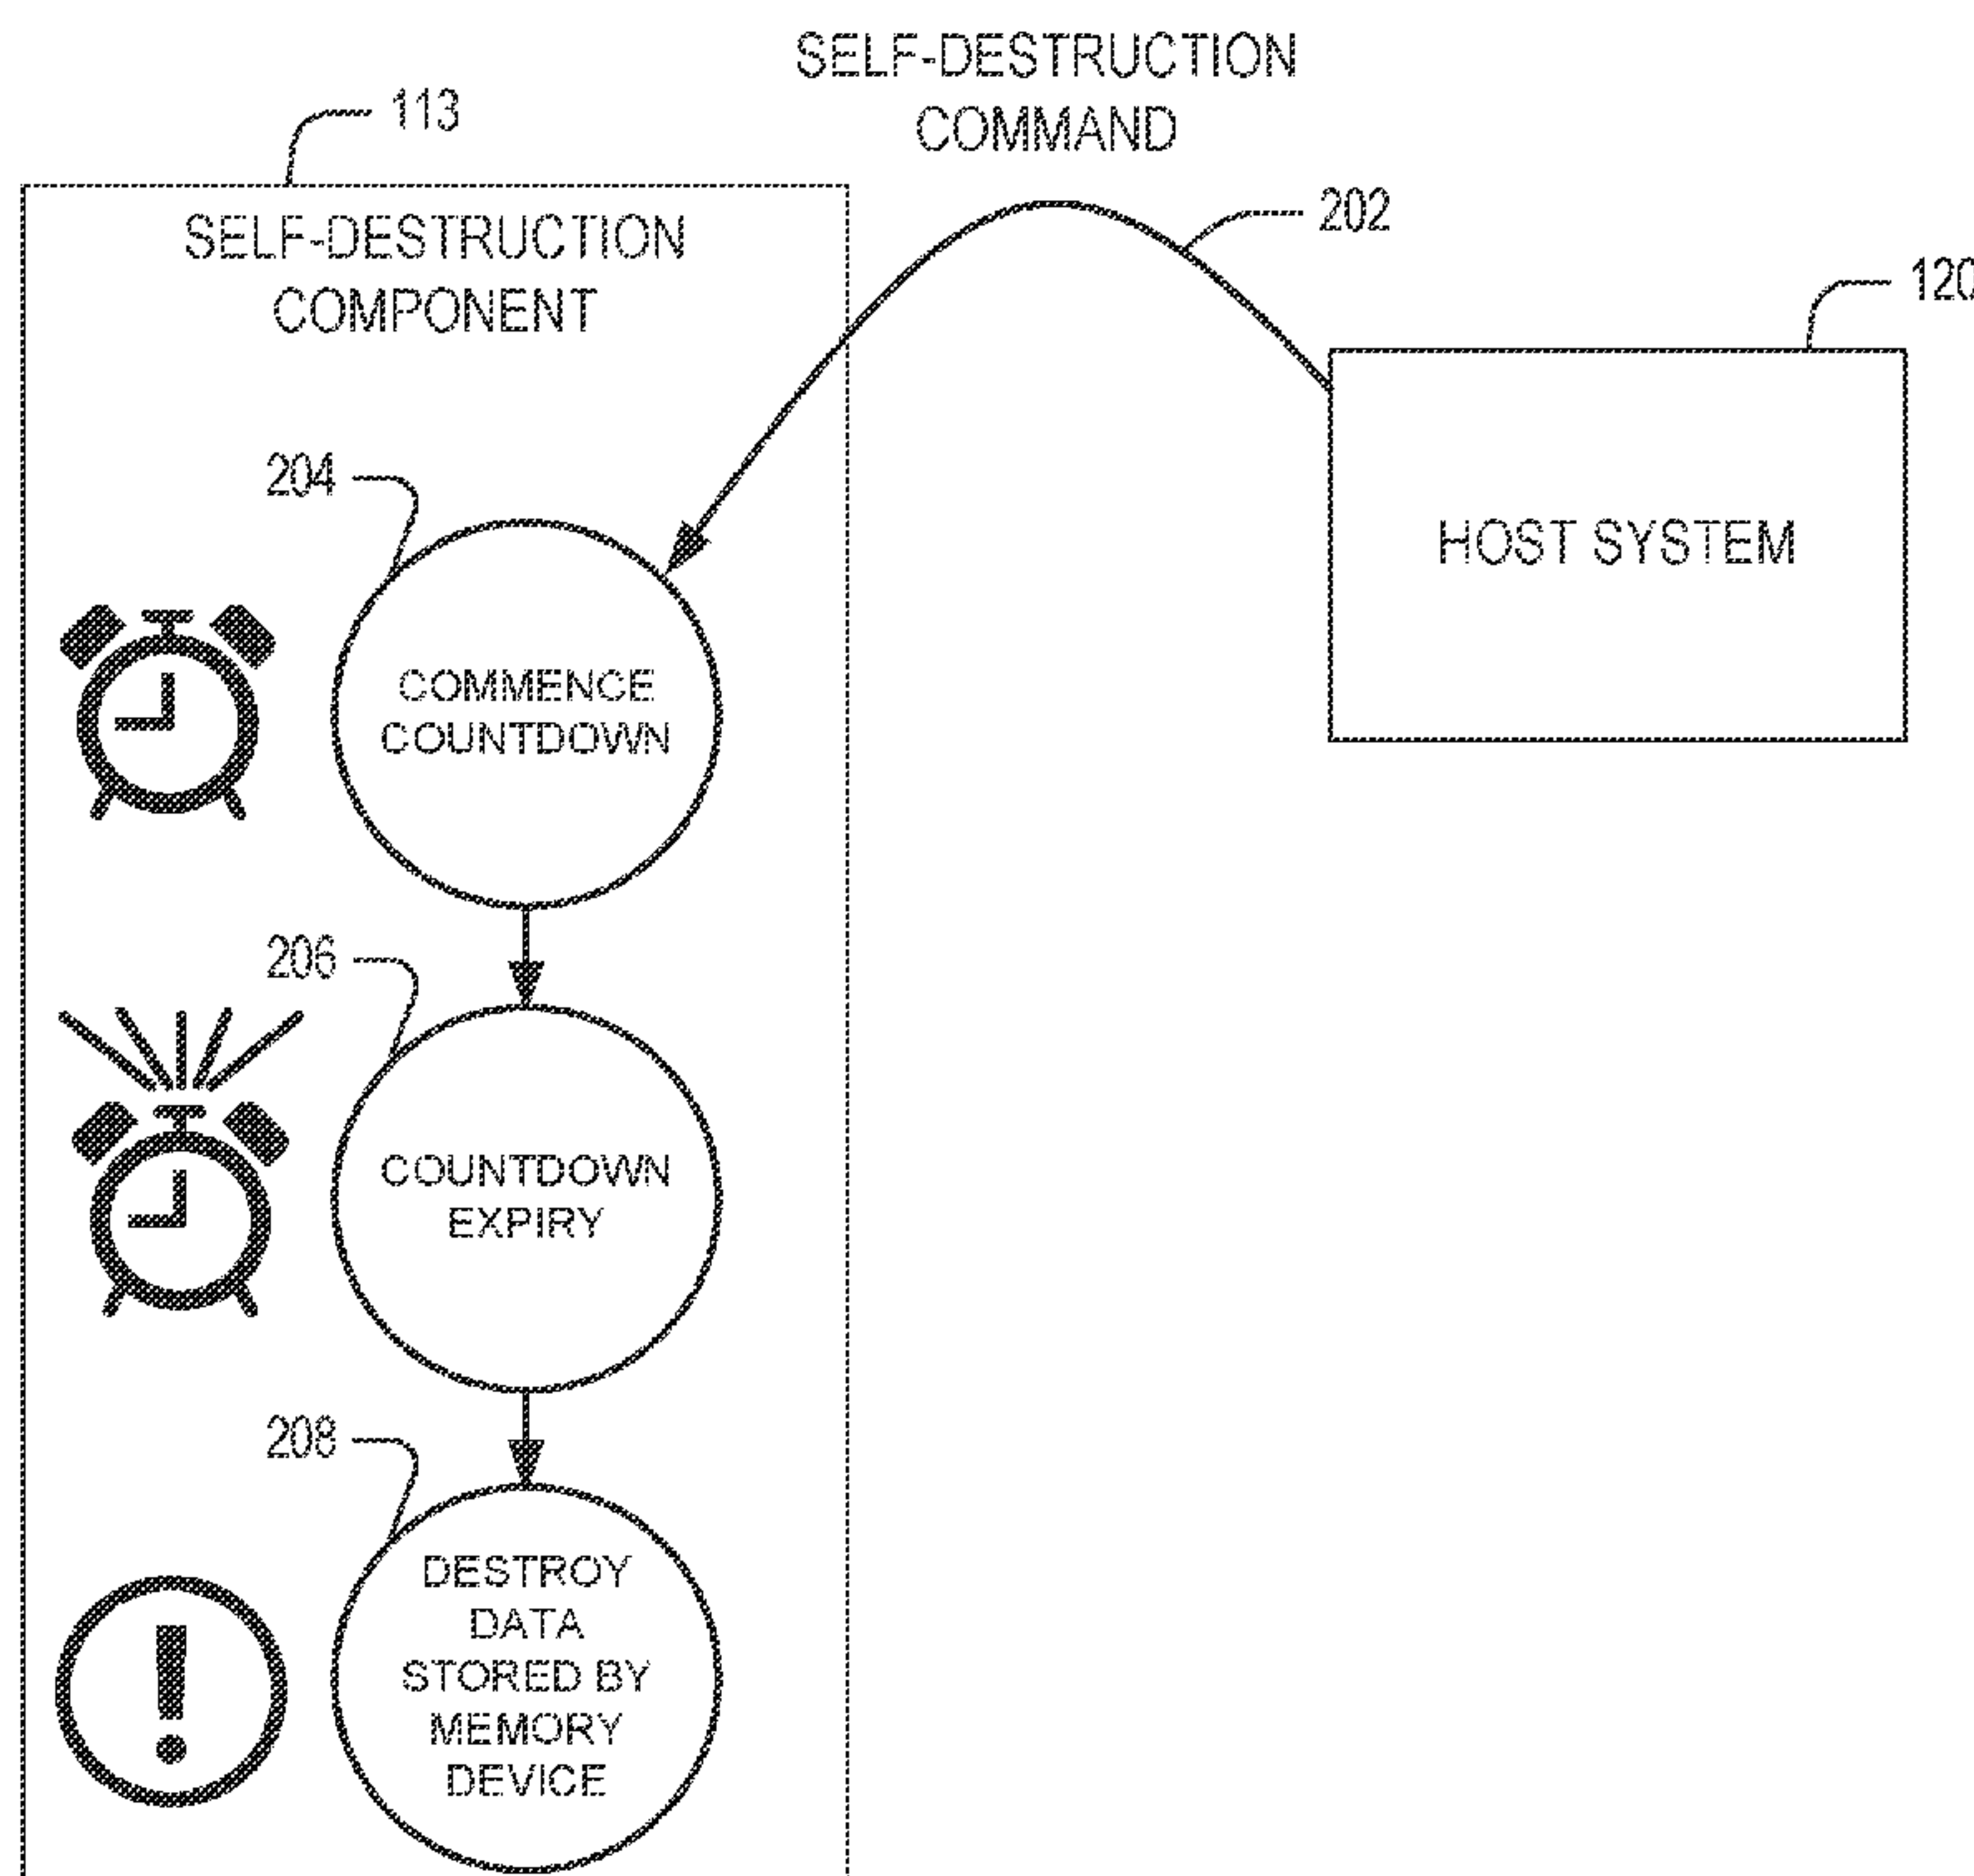 SELF-DESTRUCTION
COMMAND
113
SELF-DESTRUCTION
COMPONENT
202
120
HOST SYSTEM
204
COMMENCE
COUNTDOWN
206
COUNTDOWN
EXPIRY
208
DESTROY
DATA
STORED BY
MEMORY
DEVICE